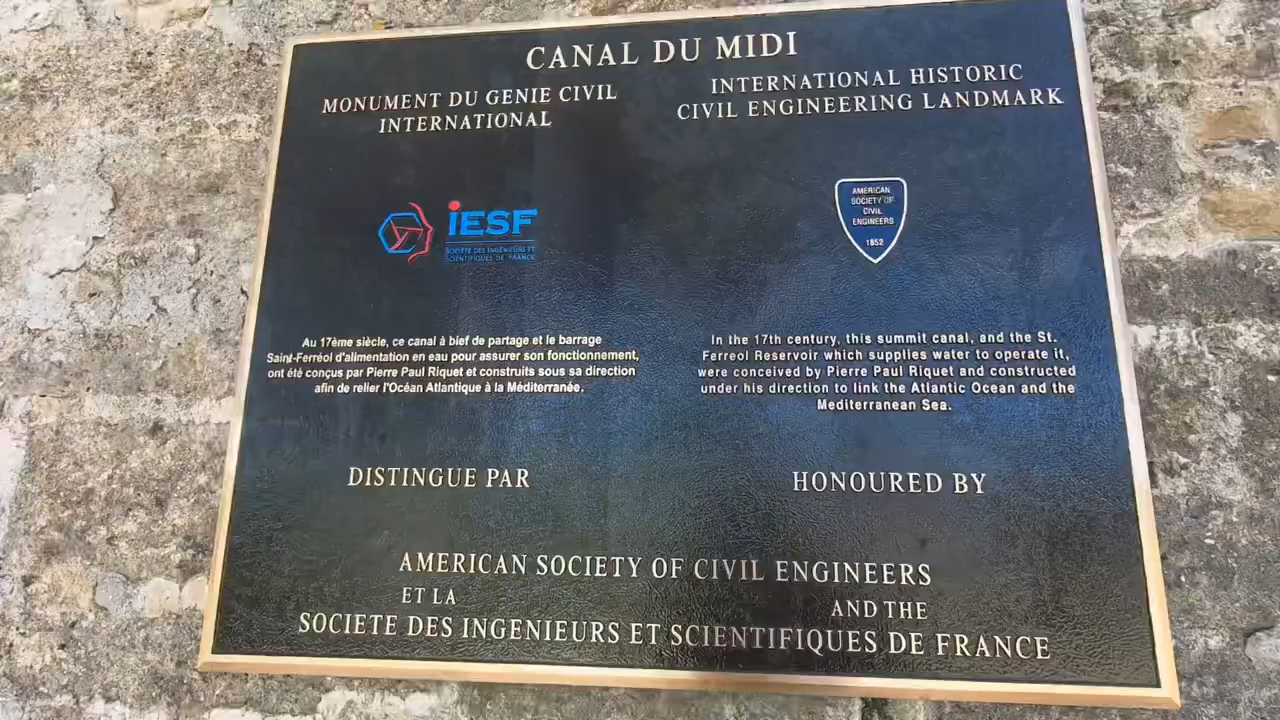 CANAL DU MIDI
MONUMENT DU GENIE CIVIL
INTERNATIONAL
INTERNATIONAL HISTORIC
CIVIL ENGINEERING LANDMARK
iESF
SOCIÉTÉ DES INGÉNIEURS ET
SCIENTIFIQUES DE FRANCE
AMERICAN
SOCIETY OF
CIVIL
ENGINEERS
1852
Au 17ème siècle, ce canal à bief de partage et le barrage
Saint-Ferréol d'alimentation en eau pour assurer son fonctionnement,
ont été conçus par Pierre Paul Riquet et construits sous sa direction
afin de relier l'Océan Atlantique à la Méditerranée.
In the 17th century, this summit canal, and the St.
Ferreol Reservoir which supplies water to operate it,
were conceived by Pierre Paul Riquet and constructed
under his direction to link the Atlantic Ocean and the
Mediterranean Sea.
DISTINGUE PAR
HONOURED BY
AMERICAN SOCIETY OF CIVIL ENGINEERS
ET LA
AND THE
SOCIETE DES INGENIEURS ET SCIENTIFIQUES DE FRANCE